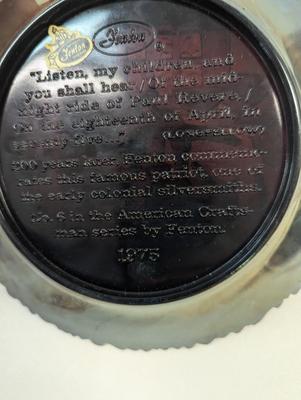 Fenton Fenton ®
"Listen, my children, and
you shall hear / Of the mid-
night ride of Paul Revere, /
On the eighteenth of April, in
seventy-five..." (LONGFELLOW)
200 years later Fenton commemo-
rates this famous patriot, one of
the early colonial silversmiths.
No. 6 in the American Crafts-
man series by Fenton.
1975